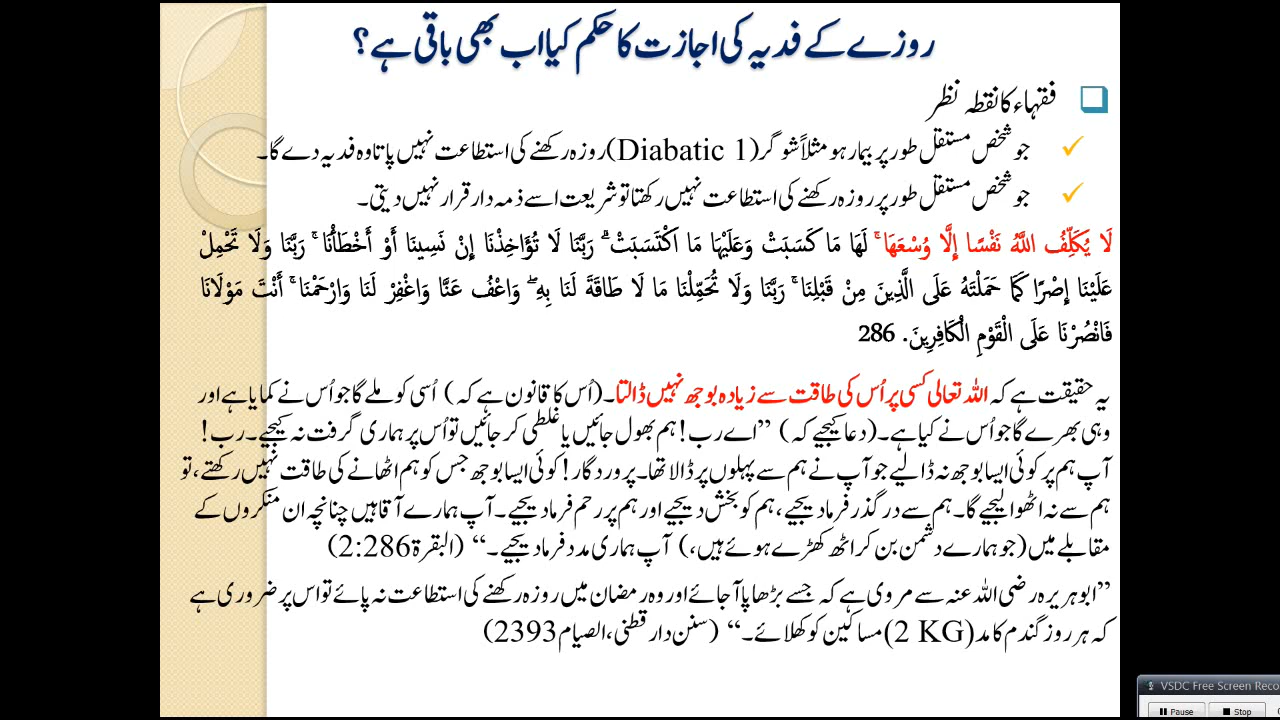 روزے کے فدیہ کی اجازت کا حکم کیا اب بھی باقی ہے؟
فقہاء کا نقطہ نظر
جو شخص مستقل طور پر بیمار ہو مثلاً شوگر (Diabatic 1) روزہ رکھنے کی استطاعت نہیں پاتا وہ فدیہ دے گا۔
جو شخص مستقل طور پر روزہ رکھنے کی استطاعت نہیں رکھتا تو شریعت اسے ذمہ دار قرار نہیں دیتی۔
لَا يُكَلِّفُ اللَّهُ نَفْسًا إِلَّا وُسْعَهَا ۚ لَهَا مَا كَسَبَتْ وَعَلَيْهَا مَا اكْتَسَبَتْ ۗ رَبَّنَا لَا تُؤَاخِذْنَا إِنْ نَسِينَا أَوْ أَخْطَأْنَا ۚ رَبَّنَا وَلَا تَحْمِلْ
عَلَيْنَا إِصْرًا كَمَا حَمَلْتَهُ عَلَى الَّذِينَ مِنْ قَبْلِنَا ۚ رَبَّنَا وَلَا تُحَمِّلْنَا مَا لَا طَاقَةَ لَنَا بِهِ ۖ وَاعْفُ عَنَّا وَاغْفِرْ لَنَا وَارْحَمْنَا ۚ أَنْتَ مَوْلَانَا
فَانْصُرْنَا عَلَى الْقَوْمِ الْكَافِرِينَ. 286
یہ حقیقت ہے کہ اللہ تعالی کسی پر اُس کی طاقت سے زیادہ بوجھ نہیں ڈالتا۔ (اُس کا قانون ہے کہ) اُسی کو ملے گا جو اُس نے کمایا ہے اور
وہی بھرے گا جو اُس نے کیا ہے۔ (دعا کیجیے کہ) ”اے رب! ہم بھول جائیں یا غلطی کر جائیں تو اُس پر ہماری گرفت نہ کیجیے۔ رب!
آپ ہم پر کوئی ایسا بوجھ نہ ڈالیے جو آپ نے ہم سے پہلوں پر ڈالا تھا۔ پروردگار! کوئی ایسا بوجھ جس کو ہم اٹھانے کی طاقت نہیں رکھتے، تو
ہم سے نہ اٹھوا لیجیے گا۔ ہم سے درگذر فرما دیجیے، ہم کو بخش دیجیے اور ہم پر رحم فرما دیجیے۔ آپ ہمارے آقا ہیں چنانچہ ان منکروں کے
مقابلے میں (جو ہمارے دشمن بن کر اٹھ کھڑے ہوئے ہیں،) آپ ہماری مدد فرما دیجیے۔“ (البقرۃ 2:286)
”ابوہریرہ رضی اللہ عنہ سے مروی ہے کہ جسے بڑھاپا آجائے اور وہ رمضان میں روزہ رکھنے کی استطاعت نہ پائے تو اس پر ضروری ہے
کہ ہر روز گندم کا مد (2 KG) مساکین کو کھلائے۔“ (سنن دار قطنی، الصیام 2393)
VSDC Free Screen Reco
Pause Stop